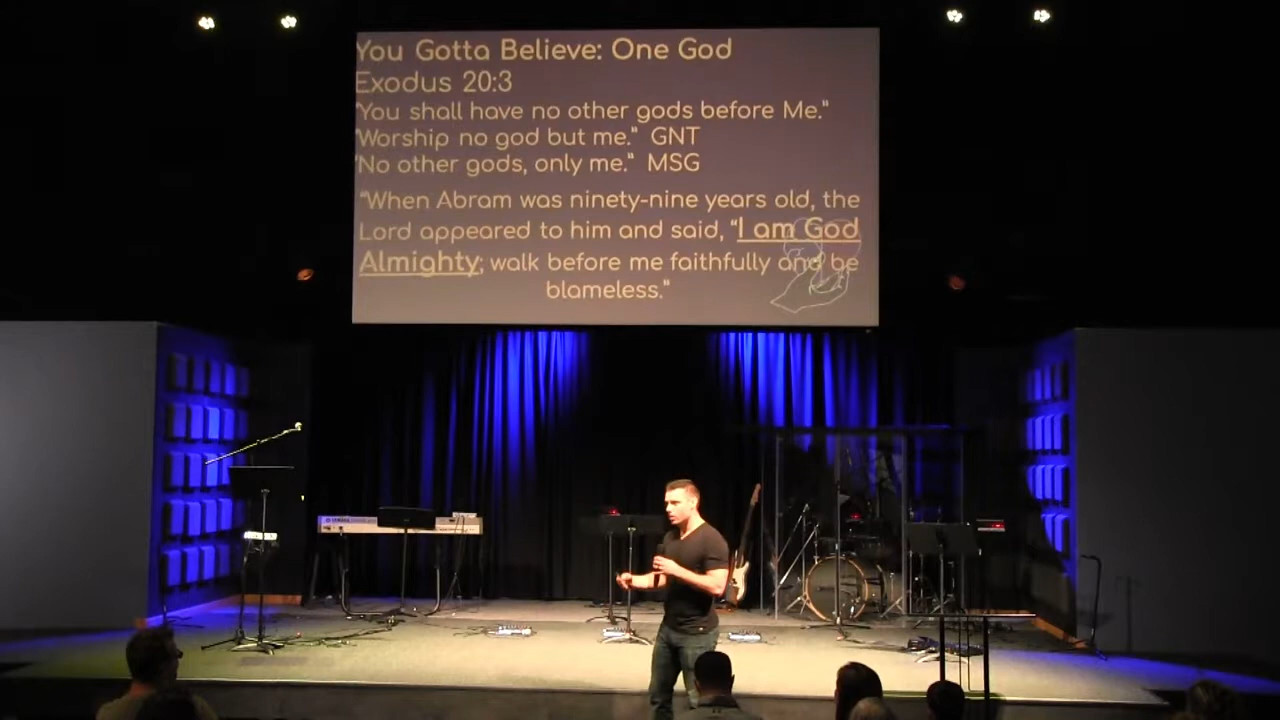 You Gotta Believe: One God
Exodus 20:3
"You shall have no other gods before Me."
"Worship no god but me." GNT
"No other gods, only me." MSG
"When Abram was ninety-nine years old, the
Lord appeared to him and said, "I am God
Almighty; walk before me faithfully and be
blameless."
YAMAHA